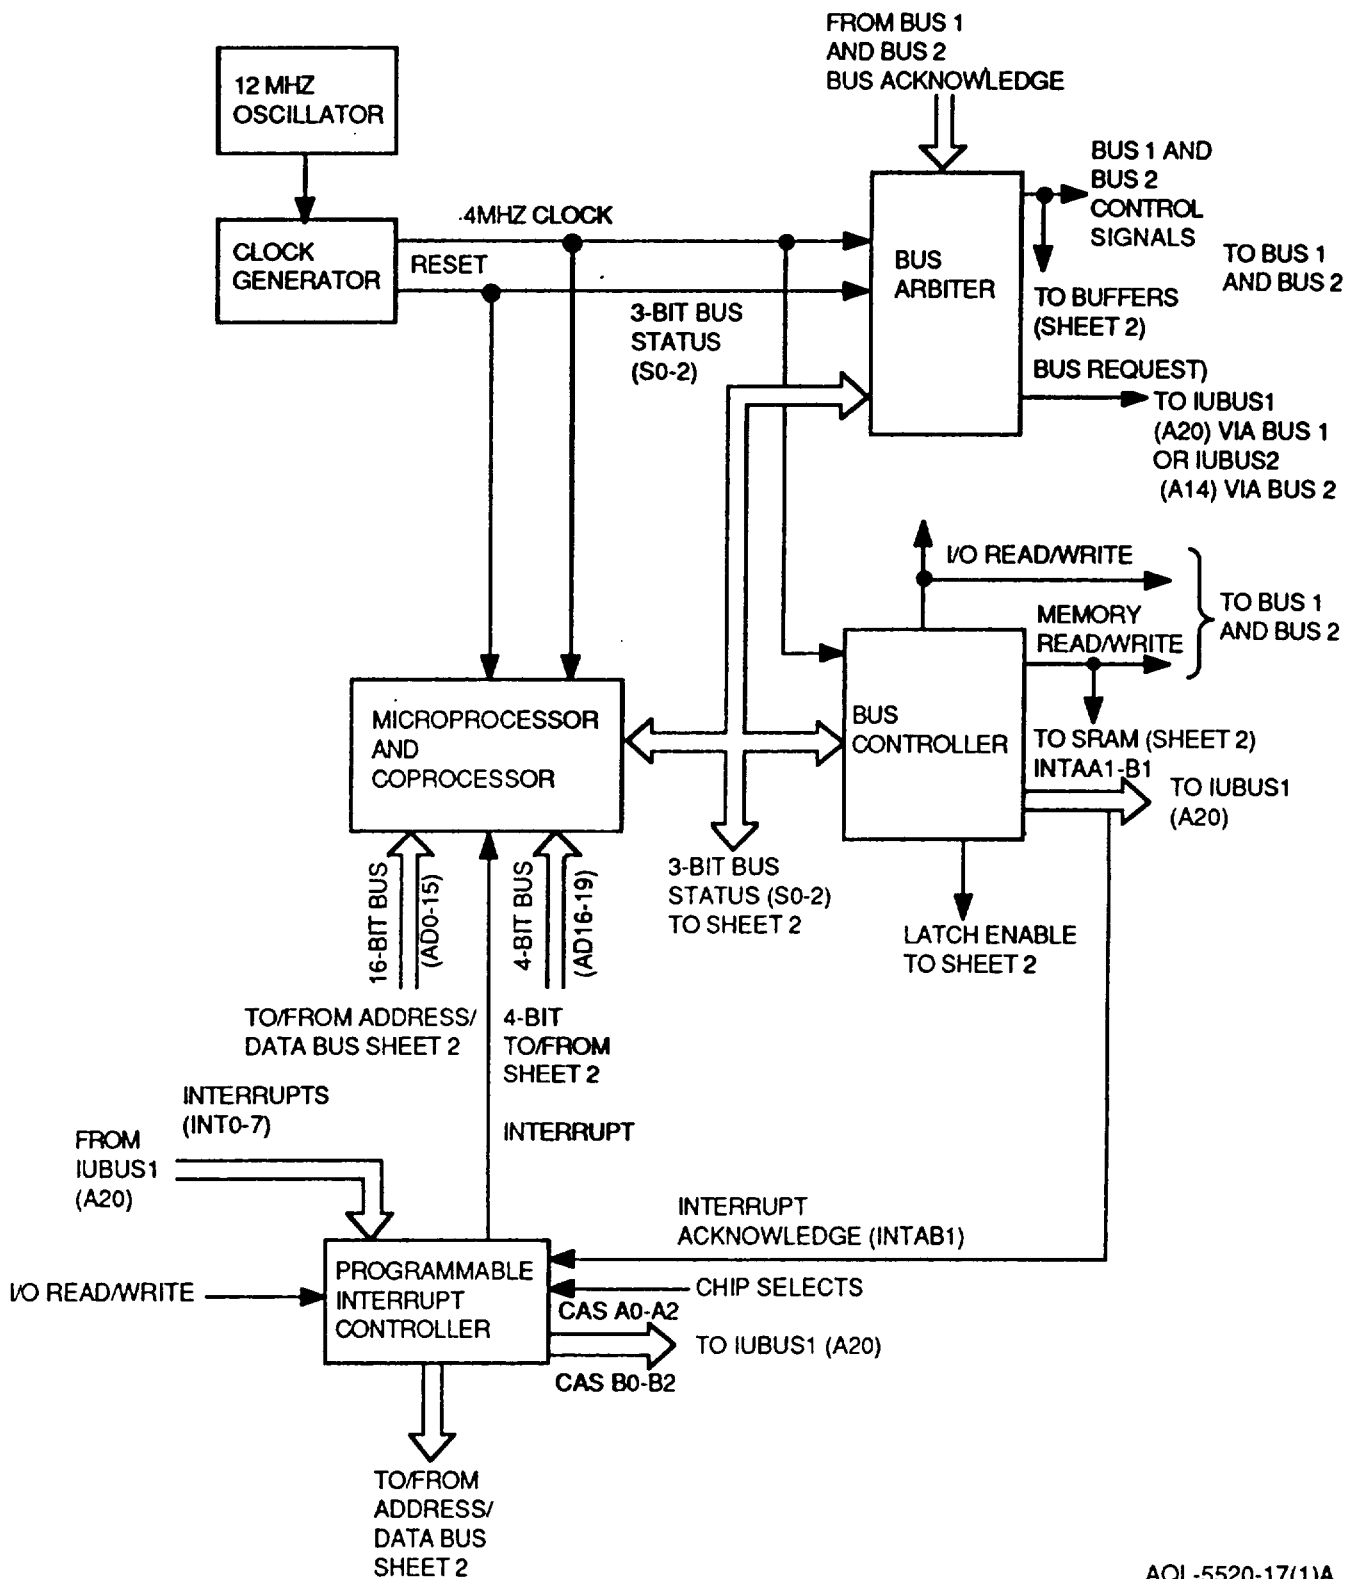 FROM BUS 1
AND BUS 2
BUS ACKNOWLEDGE
12 MHZ
OSCILLATOR
BUS 1 AND
BUS 2
CONTROL
SIGNALS
TO BUS 1
AND BUS 2
.4MHZ CLOCK
CLOCK
GENERATOR
RESET
BUS
ARBITER
TO BUFFERS
(SHEET 2)
3-BIT BUS
STATUS
(S0-2)
BUS REQUEST)
TO IUBUS1
(A20) VIA BUS 1
OR IUBUS2
(A14) VIA BUS 2
I/O READ/WRITE
MEMORY
READ/WRITE
TO BUS 1
AND BUS 2
MICROPROCESSOR
AND
COPROCESSOR
BUS
CONTROLLER
TO SRAM (SHEET 2)
INTAA1-B1
TO IUBUS1
(A20)
16-BIT BUS
(AD0-15)
4-BIT BUS
(AD16-19)
3-BIT BUS
STATUS (S0-2)
TO SHEET 2
LATCH ENABLE
TO SHEET 2
TO/FROM ADDRESS/
DATA BUS SHEET 2
4-BIT
TO/FROM
SHEET 2
INTERRUPTS
(INT0-7)
FROM
IUBUS1
(A20)
INTERRUPT
INTERRUPT
ACKNOWLEDGE (INTAB1)
I/O READ/WRITE
PROGRAMMABLE
INTERRUPT
CONTROLLER
CHIP SELECTS
CAS A0-A2
TO IUBUS1 (A20)
CAS B0-B2
TO/FROM
ADDRESS/
DATA BUS
SHEET 2
AOL-5520-17(1)A